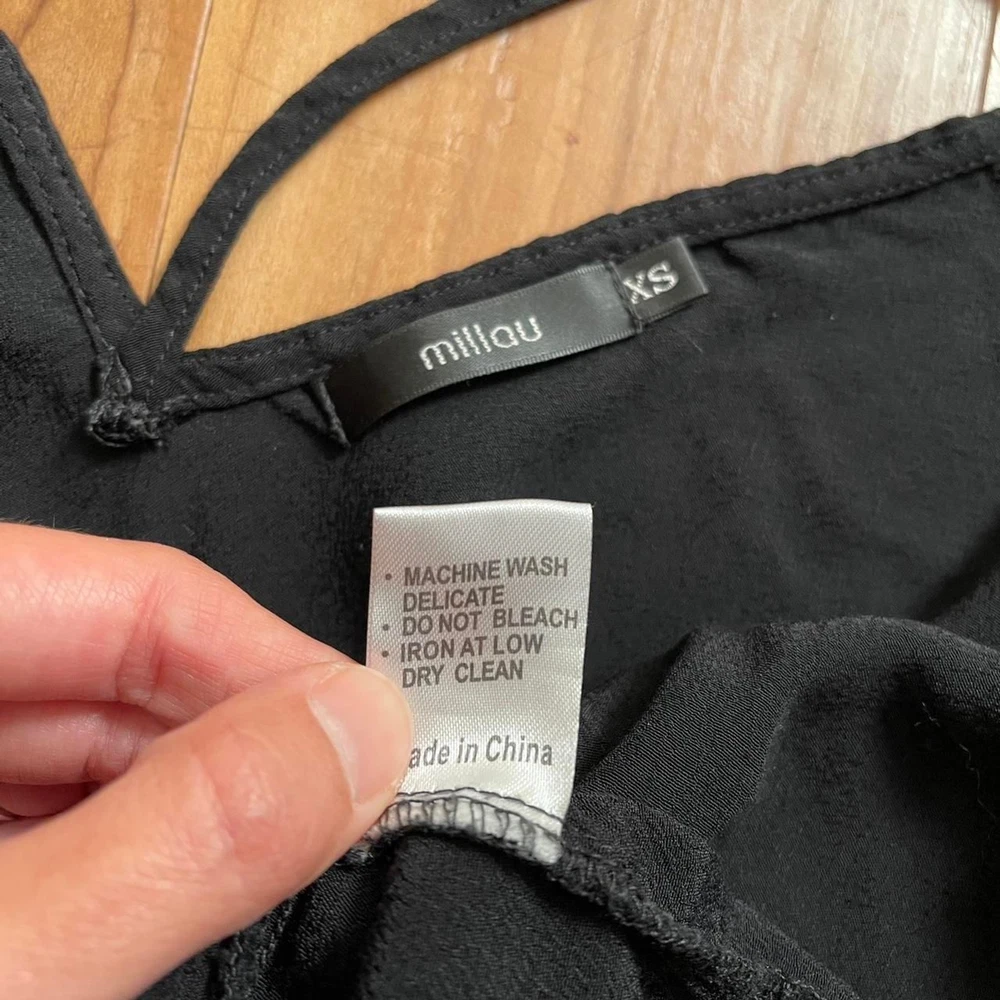 millau
XS
• MACHINE WASH
DELICATE
• DO NOT BLEACH
• IRON AT LOW
DRY CLEAN
ade in China